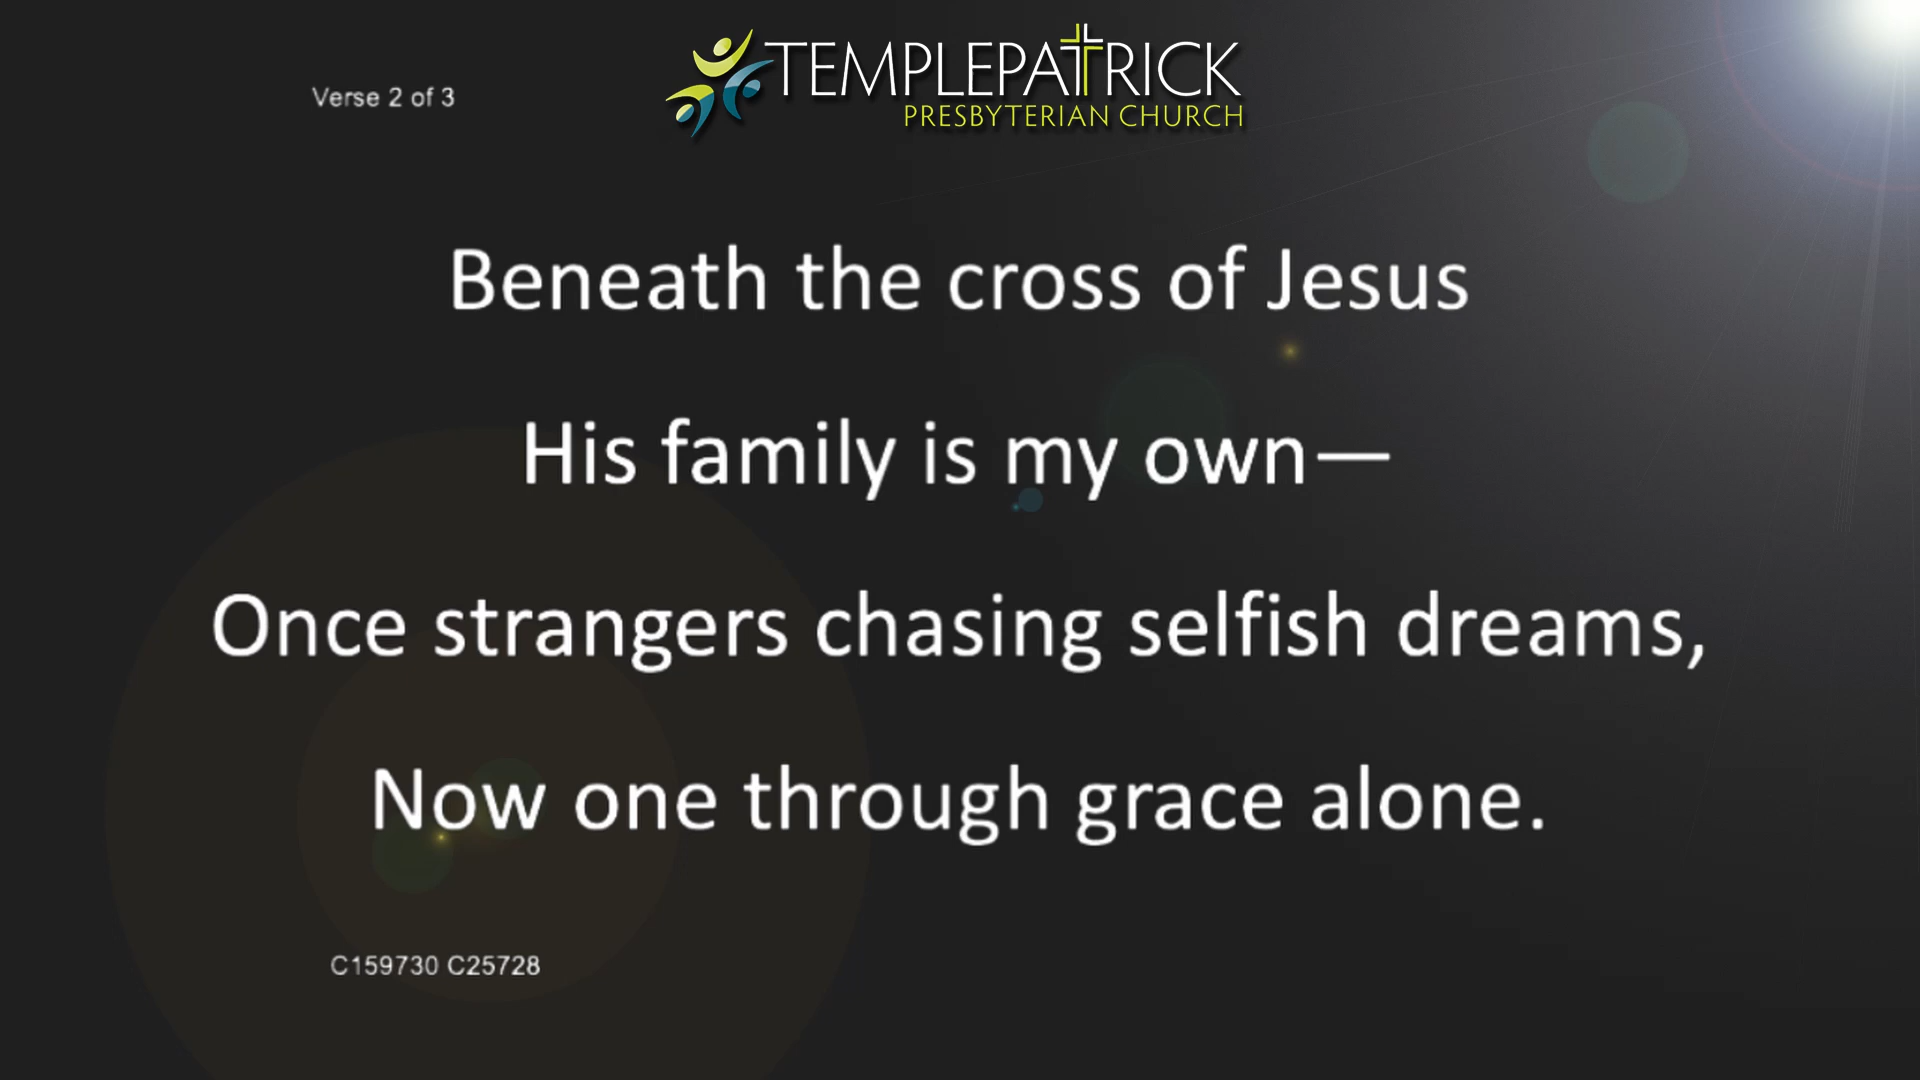 TEMPLEPATRICK
PRESBYTERIAN CHURCH
Verse 2 of 3
Beneath the cross of Jesus
His family is my own—
Once strangers chasing selfish dreams,
Now one through grace alone.
C159730 C25728